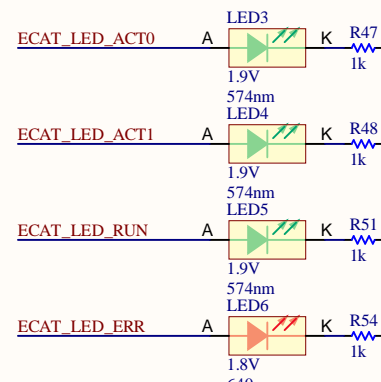 LED3
ECAT_LED_ACT0 A K R47
1.9V 1k
574nm
LED4
ECAT_LED_ACT1 A K R48
1.9V 1k
574nm
LED5
ECAT_LED_RUN A K R51
1.9V 1k
574nm
LED6
ECAT_LED_ERR A K R54
1.8V 1k